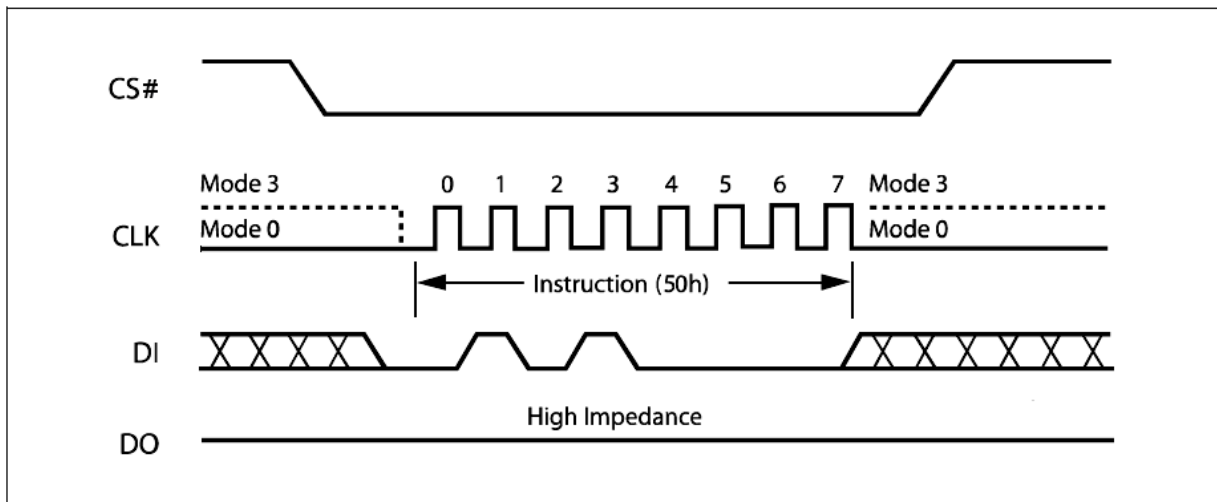 CS#
Mode 3
0 1 2 3 4 5 6 7
Mode 3
CLK
Mode 0
Mode 0
Instruction (50h)
DI
High Impedance
DO